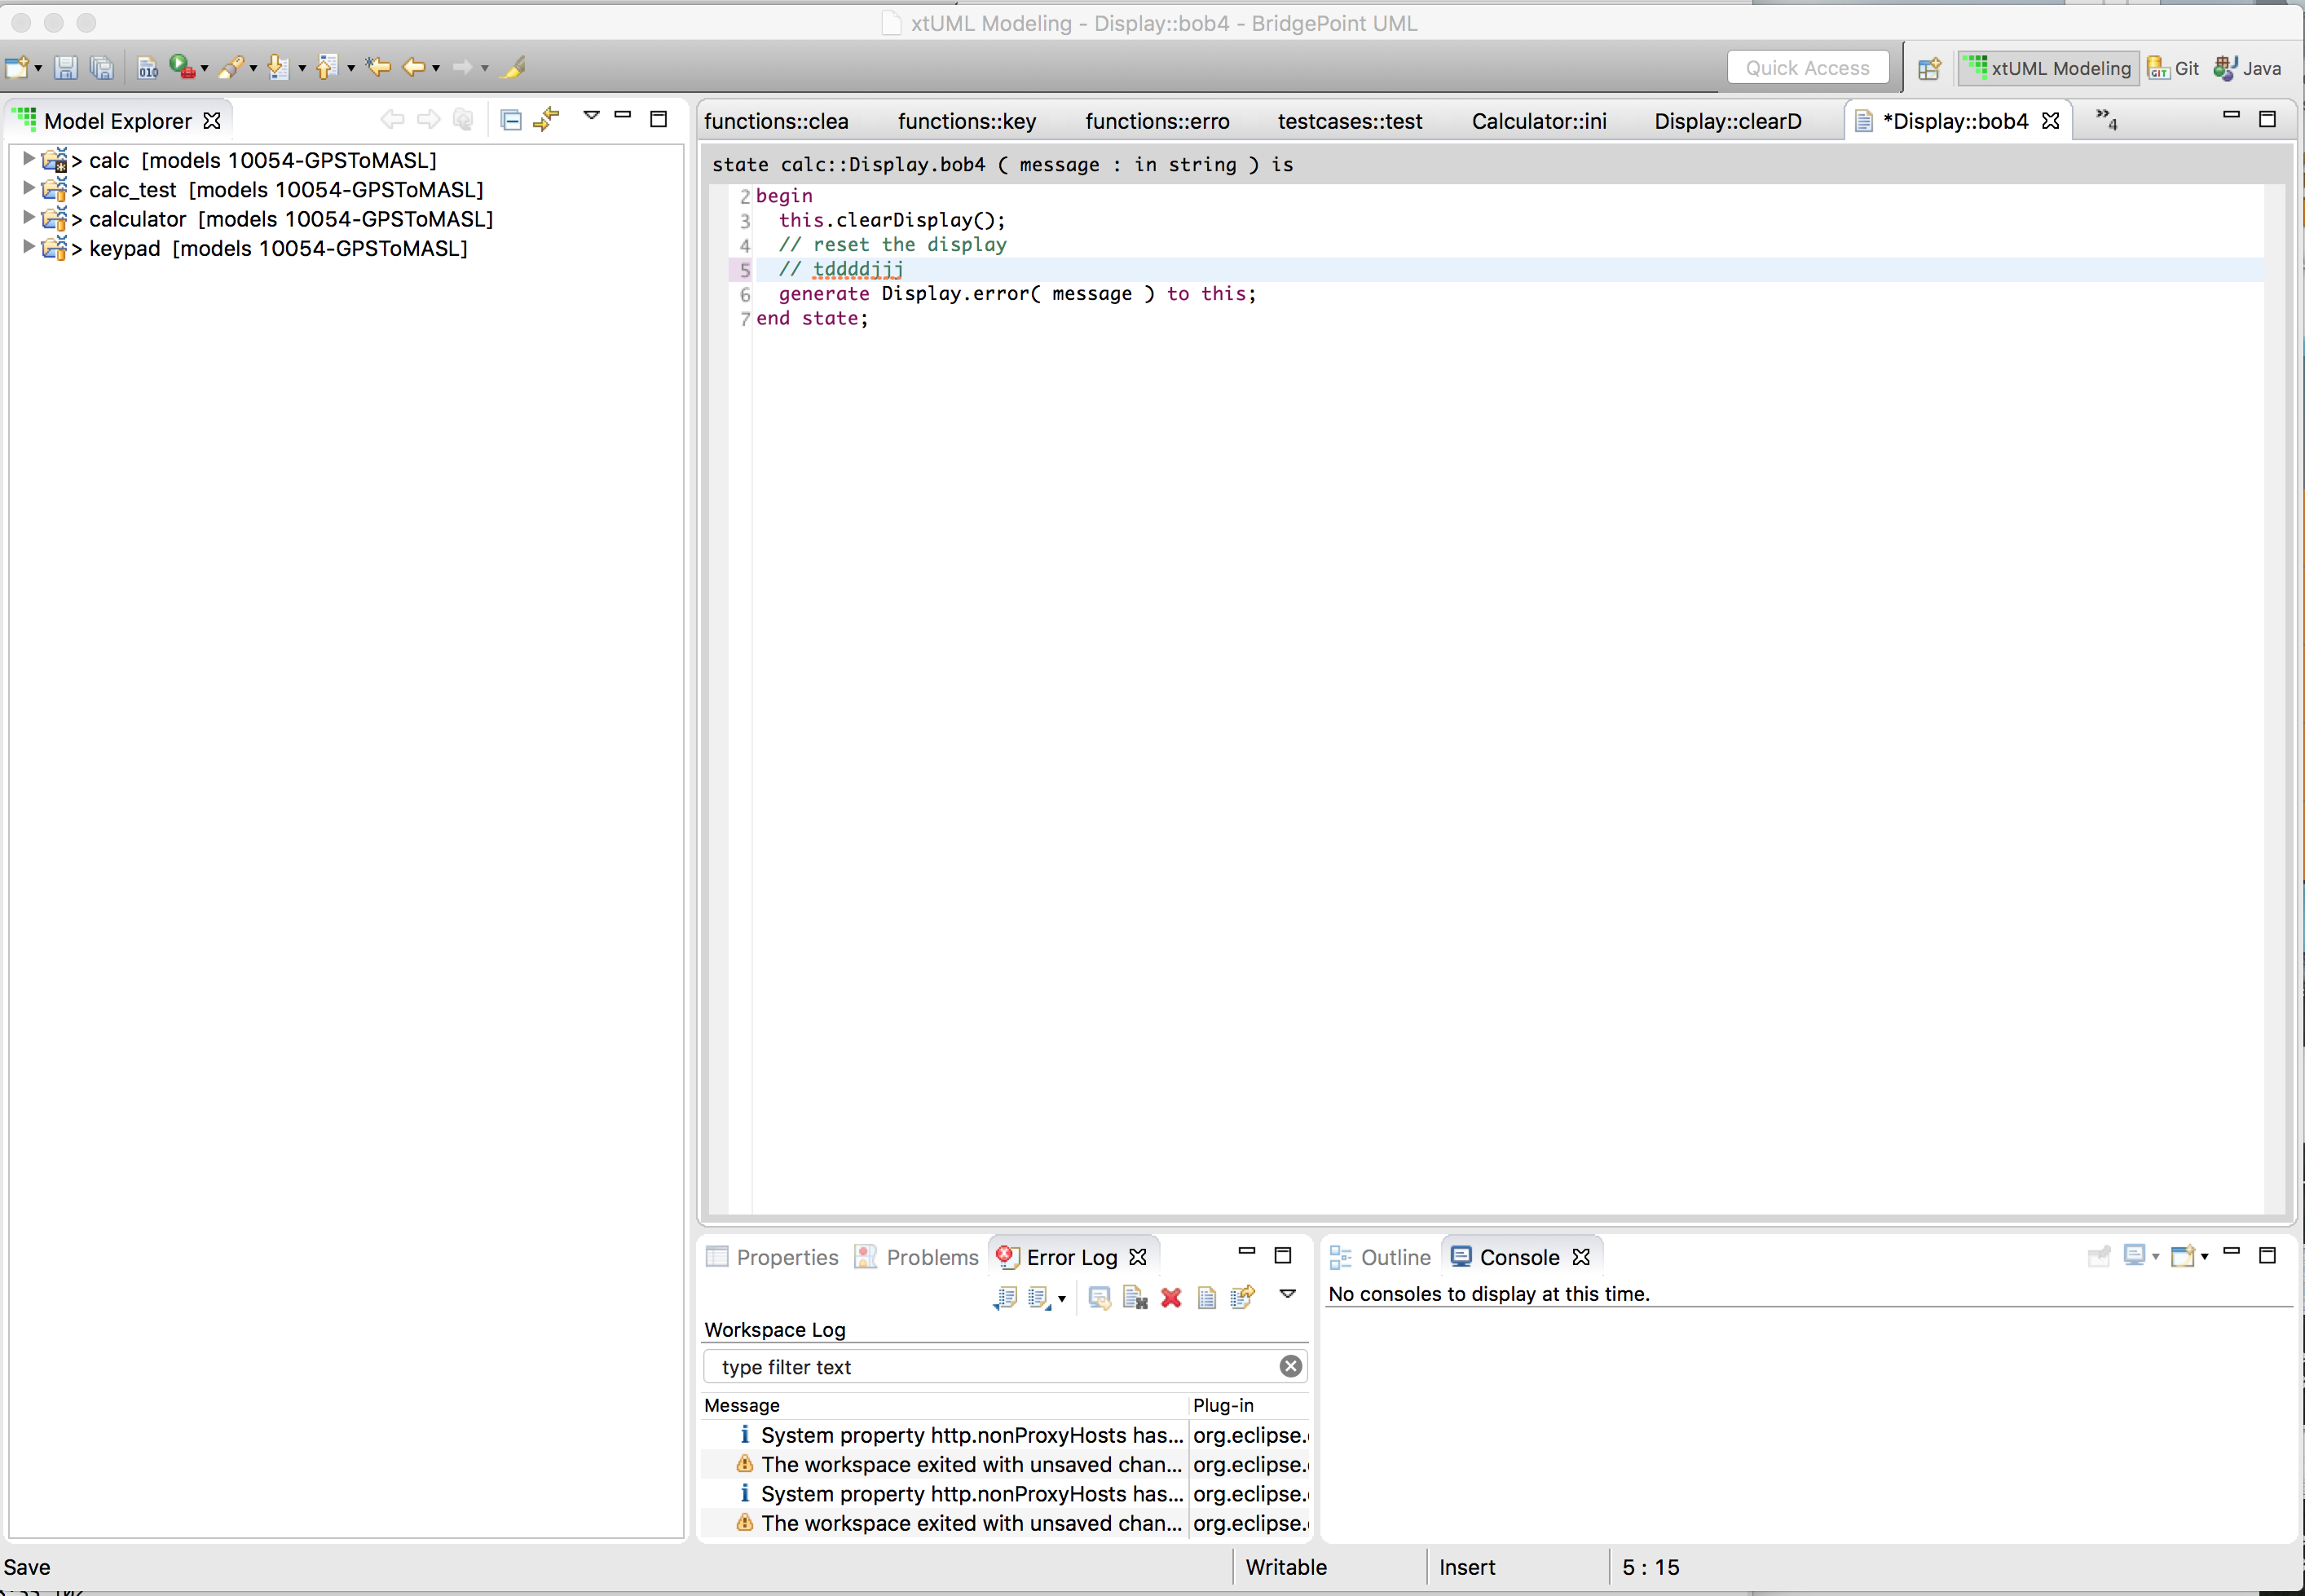 xtUML Modeling - Display::bob4 - BridgePoint UML
010
Quick Access
xtUML Modeling
GIT Git
Java
Model Explorer
> calc [models 10054-GPSToMASL]
> calc_test [models 10054-GPSToMASL]
> calculator [models 10054-GPSToMASL]
> keypad [models 10054-GPSToMASL]
functions::clea functions::key functions::erro testcases::test Calculator::ini Display::clearD *Display::bob4 »4
state calc::Display.bob4 ( message : in string ) is
2 begin
3 this.clearDisplay();
4 // reset the display
5 // tddddjjj
6 generate Display.error( message ) to this;
7 end state;
Properties Problems Error Log
Workspace Log
type filter text
Message Plug-in
i System property http.nonProxyHosts has... org.eclipse.
The workspace exited with unsaved chan... org.eclipse.
i System property http.nonProxyHosts has... org.eclipse.
The workspace exited with unsaved chan... org.eclipse.
Outline Console
No consoles to display at this time.
Save
Writable Insert 5 : 15